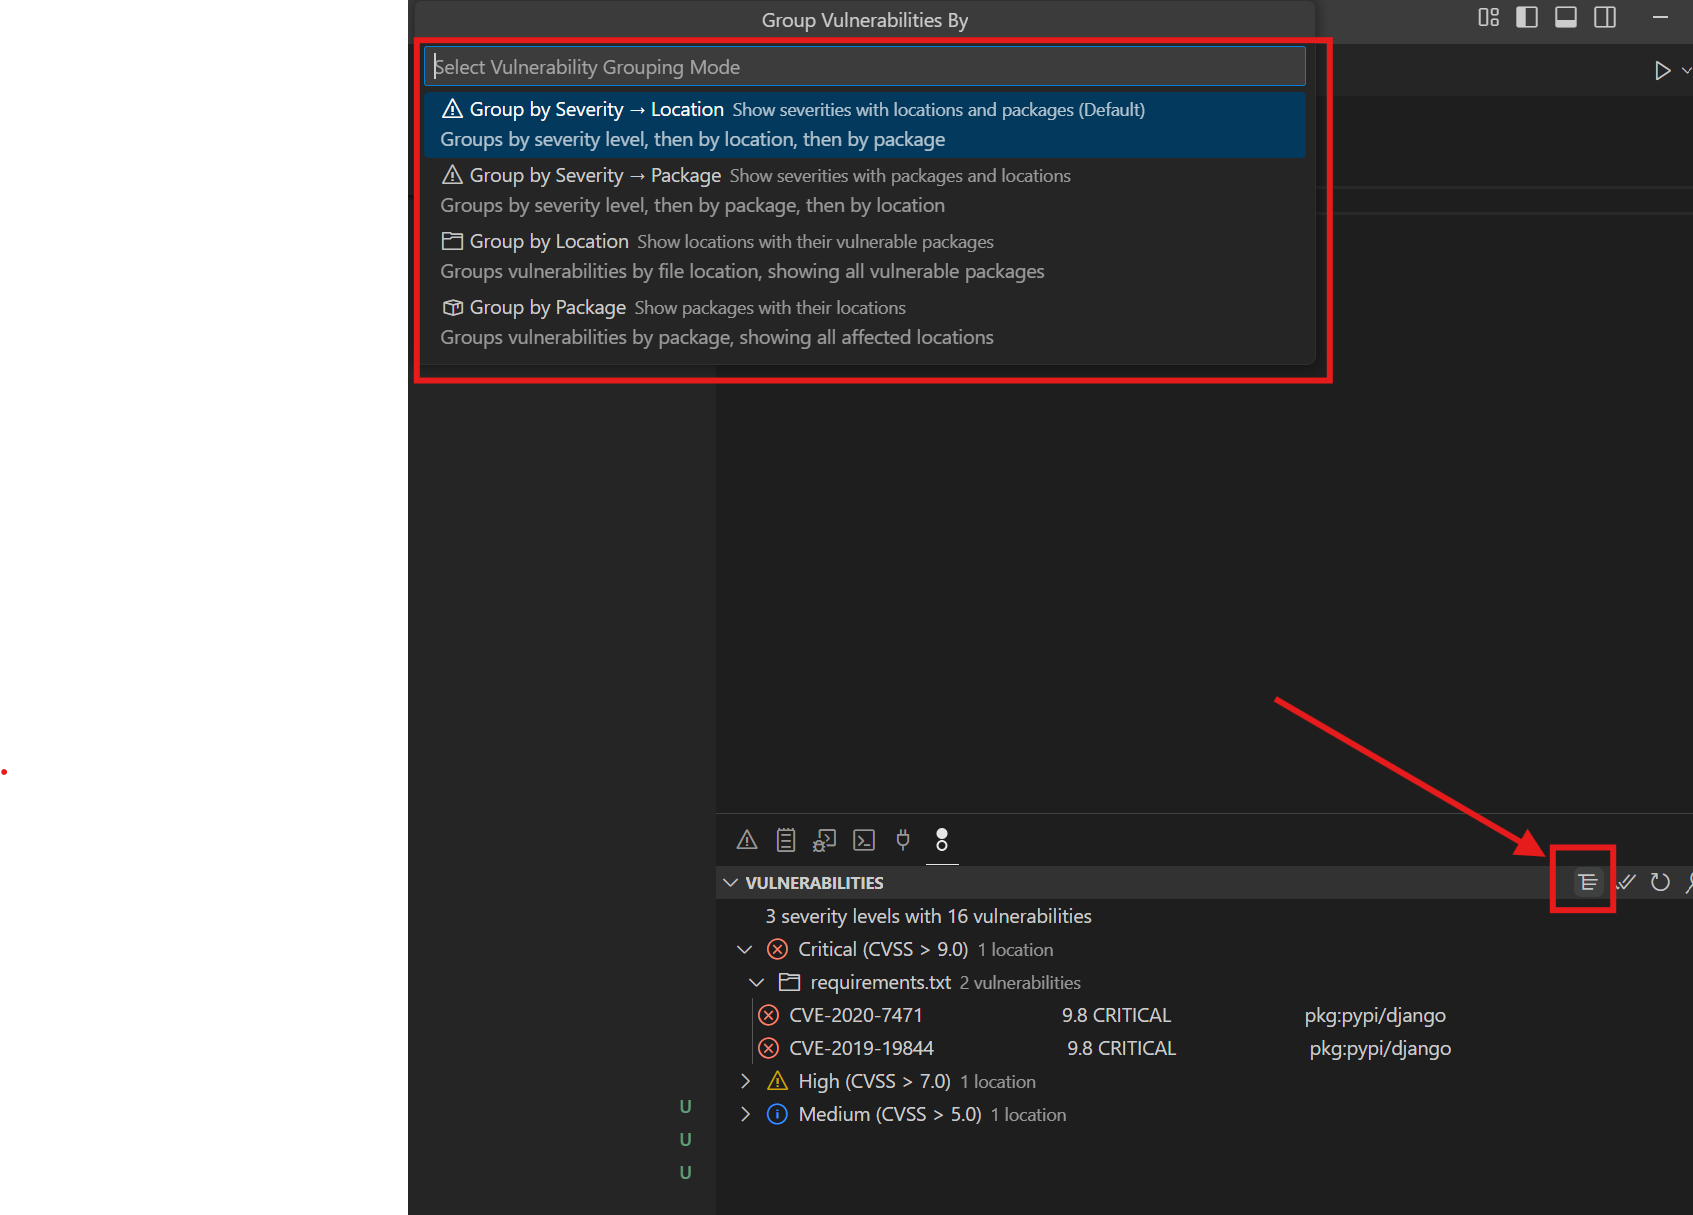 Group Vulnerabilities By
Select Vulnerability Grouping Mode
Group by Severity → Location Show severities with locations and packages (Default)
Groups by severity level, then by location, then by package
Group by Severity → Package Show severities with packages and locations
Groups by severity level, then by package, then by location
Group by Location Show locations with their vulnerable packages
Groups vulnerabilities by file location, showing all vulnerable packages
Group by Package Show packages with their locations
Groups vulnerabilities by package, showing all affected locations
VULNERABILITIES
3 severity levels with 16 vulnerabilities
Critical (CVSS > 9.0) 1 location
requirements.txt 2 vulnerabilities
CVE-2020-7471 9.8 CRITICAL pkg:pypi/django
CVE-2019-19844 9.8 CRITICAL pkg:pypi/django
High (CVSS > 7.0) 1 location
Medium (CVSS > 5.0) 1 location
U
U
U